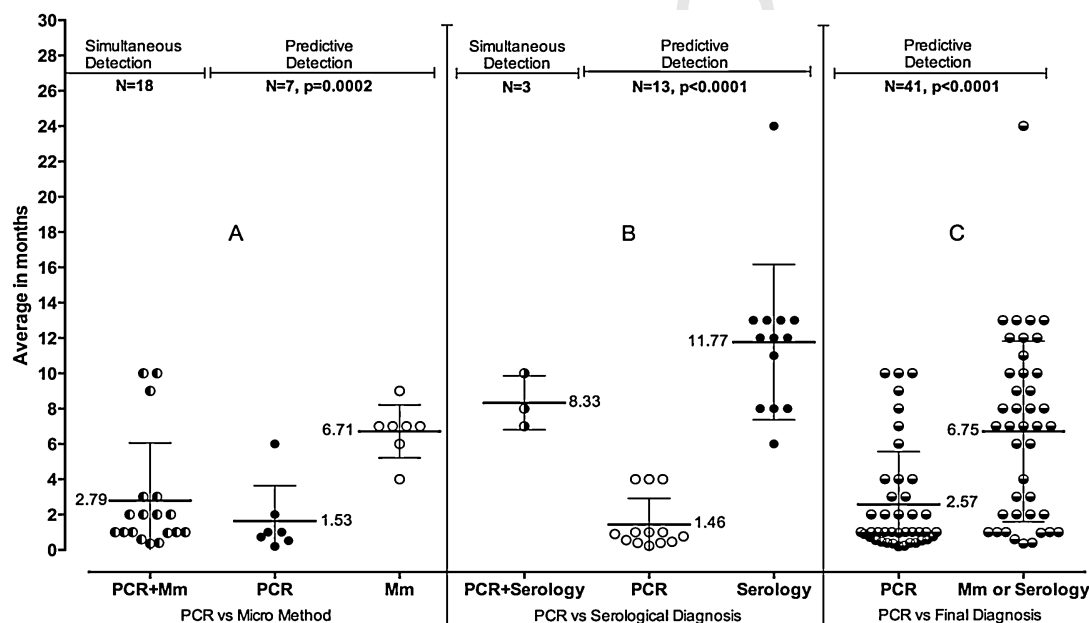 Average in months
30
28
26
24
22
20
18
16
14
12
10
8
6
4
2
0
Simultaneous
Detection
N=18
Predictive
Detection
N=7, p=0.0002
A
2.79
1.53
6.71
PCR+Mm
PCR
Mm
PCR vs Micro Method
Simultaneous
Detection
N=3
Predictive
Detection
N=13, p<0.0001
B
8.33
1.46
11.77
PCR+Serology
PCR
Serology
PCR vs Serological Diagnosis
Predictive
Detection
N=41, p<0.0001
C
2.57
6.75
PCR
Mm or Serology
PCR vs Final Diagnosis